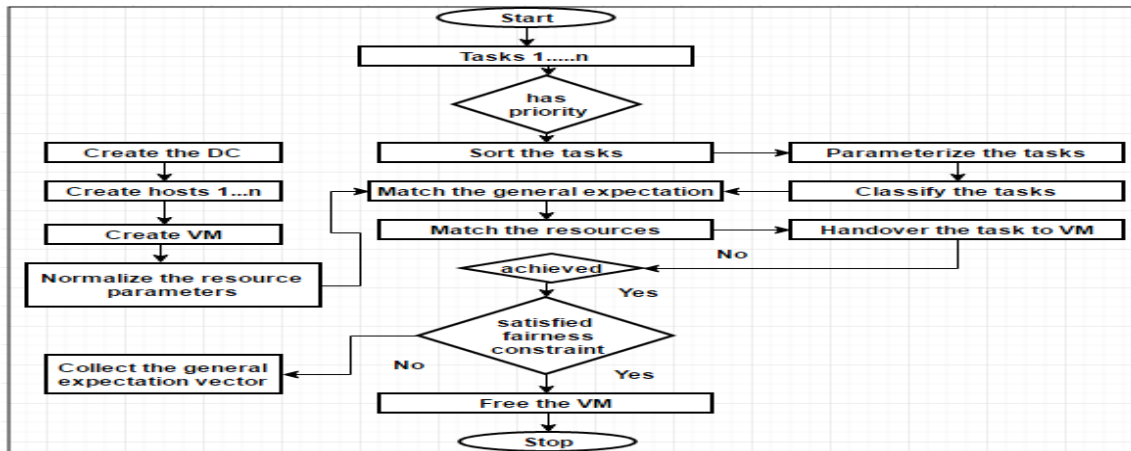 Start
Tasks 1.....n
has
priority
Create the DC
Sort the tasks
Parameterize the tasks
Create hosts 1...n
Match the general expectation
Classify the tasks
Create VM
Match the resources
Handover the task to VM
Normalize the resource
parameters
achieved
No
Yes
satisfied
fairness
constraint
Collect the general
expectation vector
No
Yes
Free the VM
Stop